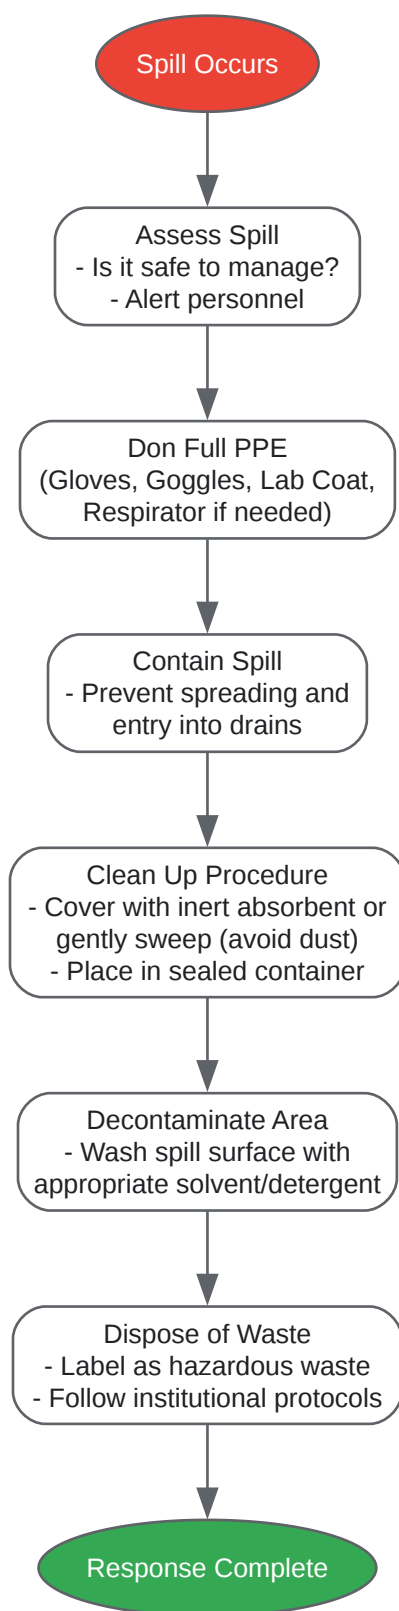 Spill Occurs
Assess Spill
- Is it safe to manage?
- Alert personnel
Don Full PPE
(Gloves, Goggles, Lab Coat,
Respirator if needed)
Contain Spill
- Prevent spreading and
entry into drains
Clean Up Procedure
- Cover with inert absorbent or
gently sweep (avoid dust)
- Place in sealed container
Decontaminate Area
- Wash spill surface with
appropriate solvent/detergent
Dispose of Waste
- Label as hazardous waste
- Follow institutional protocols
Response Complete